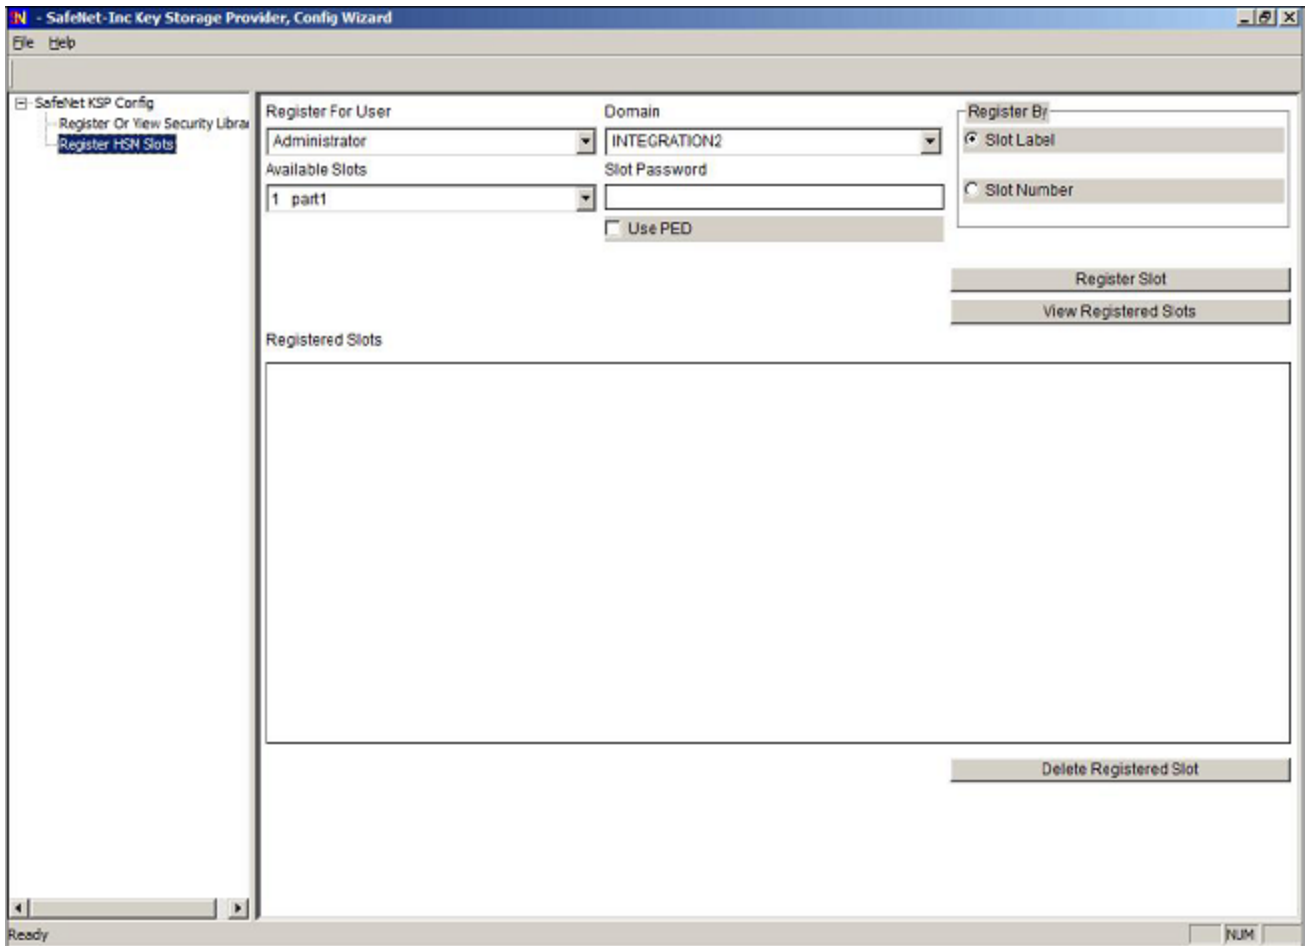 - SafeNet-Inc Key Storage Provider, Config Wizard
File Help
SafeNet KSP Config
Register Or View Security Librar
Register HSM Slots
Register For User
Domain
Register By
Administrator
INTEGRATION2
Slot Label
Available Slots
Slot Password
1 part1
Slot Number
Use PED
Register Slot
View Registered Slots
Registered Slots
Delete Registered Slot
Ready
NUM